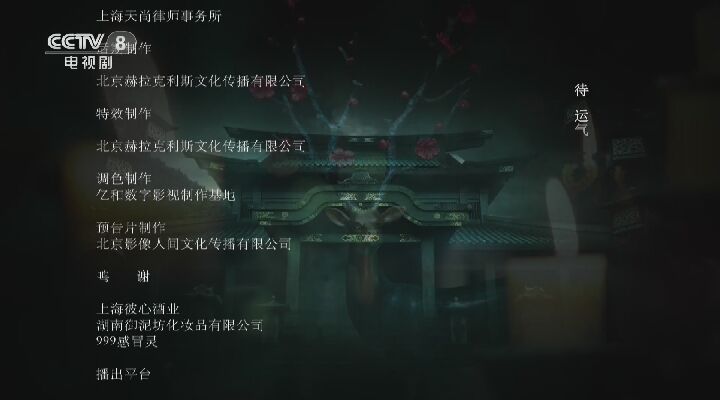 上海天尚律师事务所
CCTV 8
电视剧
制作
北京赫拉克利斯文化传播有限公司
特效制作
北京赫拉克利斯文化传播有限公司
调色制作
亿和数字影视制作基地
预告片制作
北京影像人间文化传播有限公司
鸣 谢
上海彼心酒业
湖南御泥坊化妆品有限公司
999感冒灵
播出平台
待
运
气